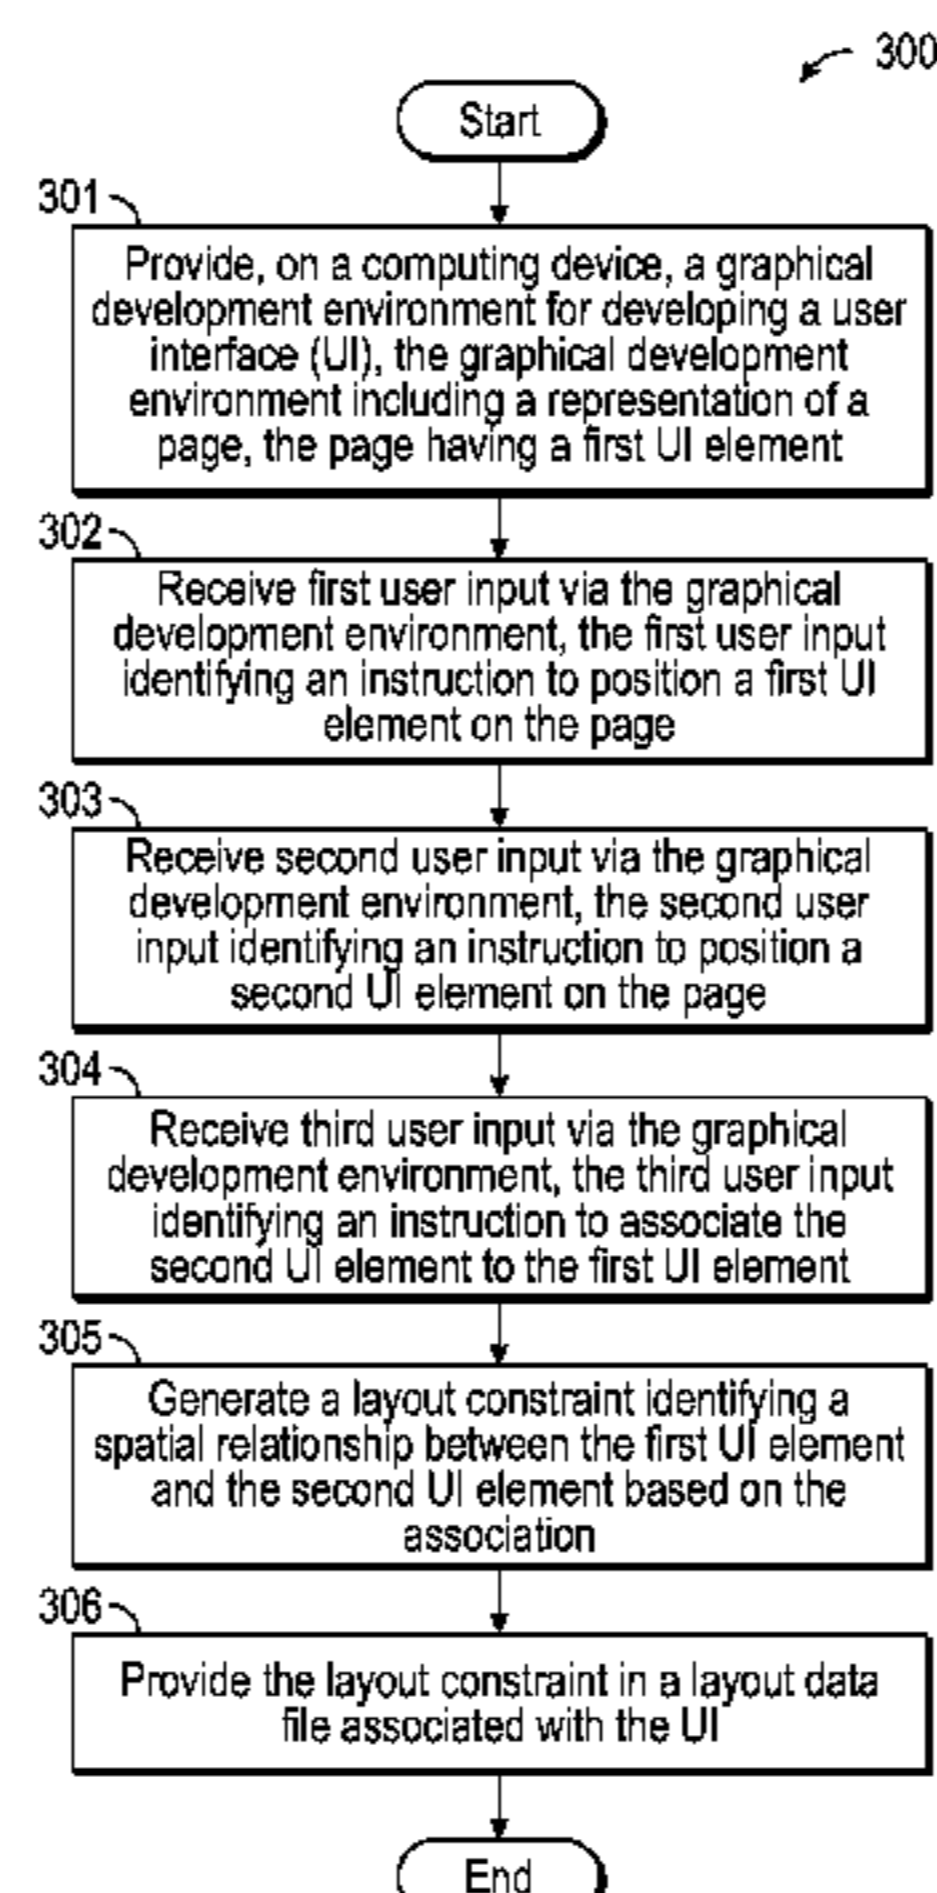 300
Start
301
Provide, on a computing device, a graphical
development environment for developing a user
interface (UI), the graphical development
environment including a representation of a
page, the page having a first UI element
302
Receive first user input via the graphical
development environment, the first user input
identifying an instruction to position a first UI
element on the page
303
Receive second user input via the graphical
development environment, the second user
input identifying an instruction to position a
second UI element on the page
304
Receive third user input via the graphical
development environment, the third user input
identifying an instruction to associate the
second UI element to the first UI element
305
Generate a layout constraint identifying a
spatial relationship between the first UI element
and the second UI element based on the
association
306
Provide the layout constraint in a layout data
file associated with the UI
End